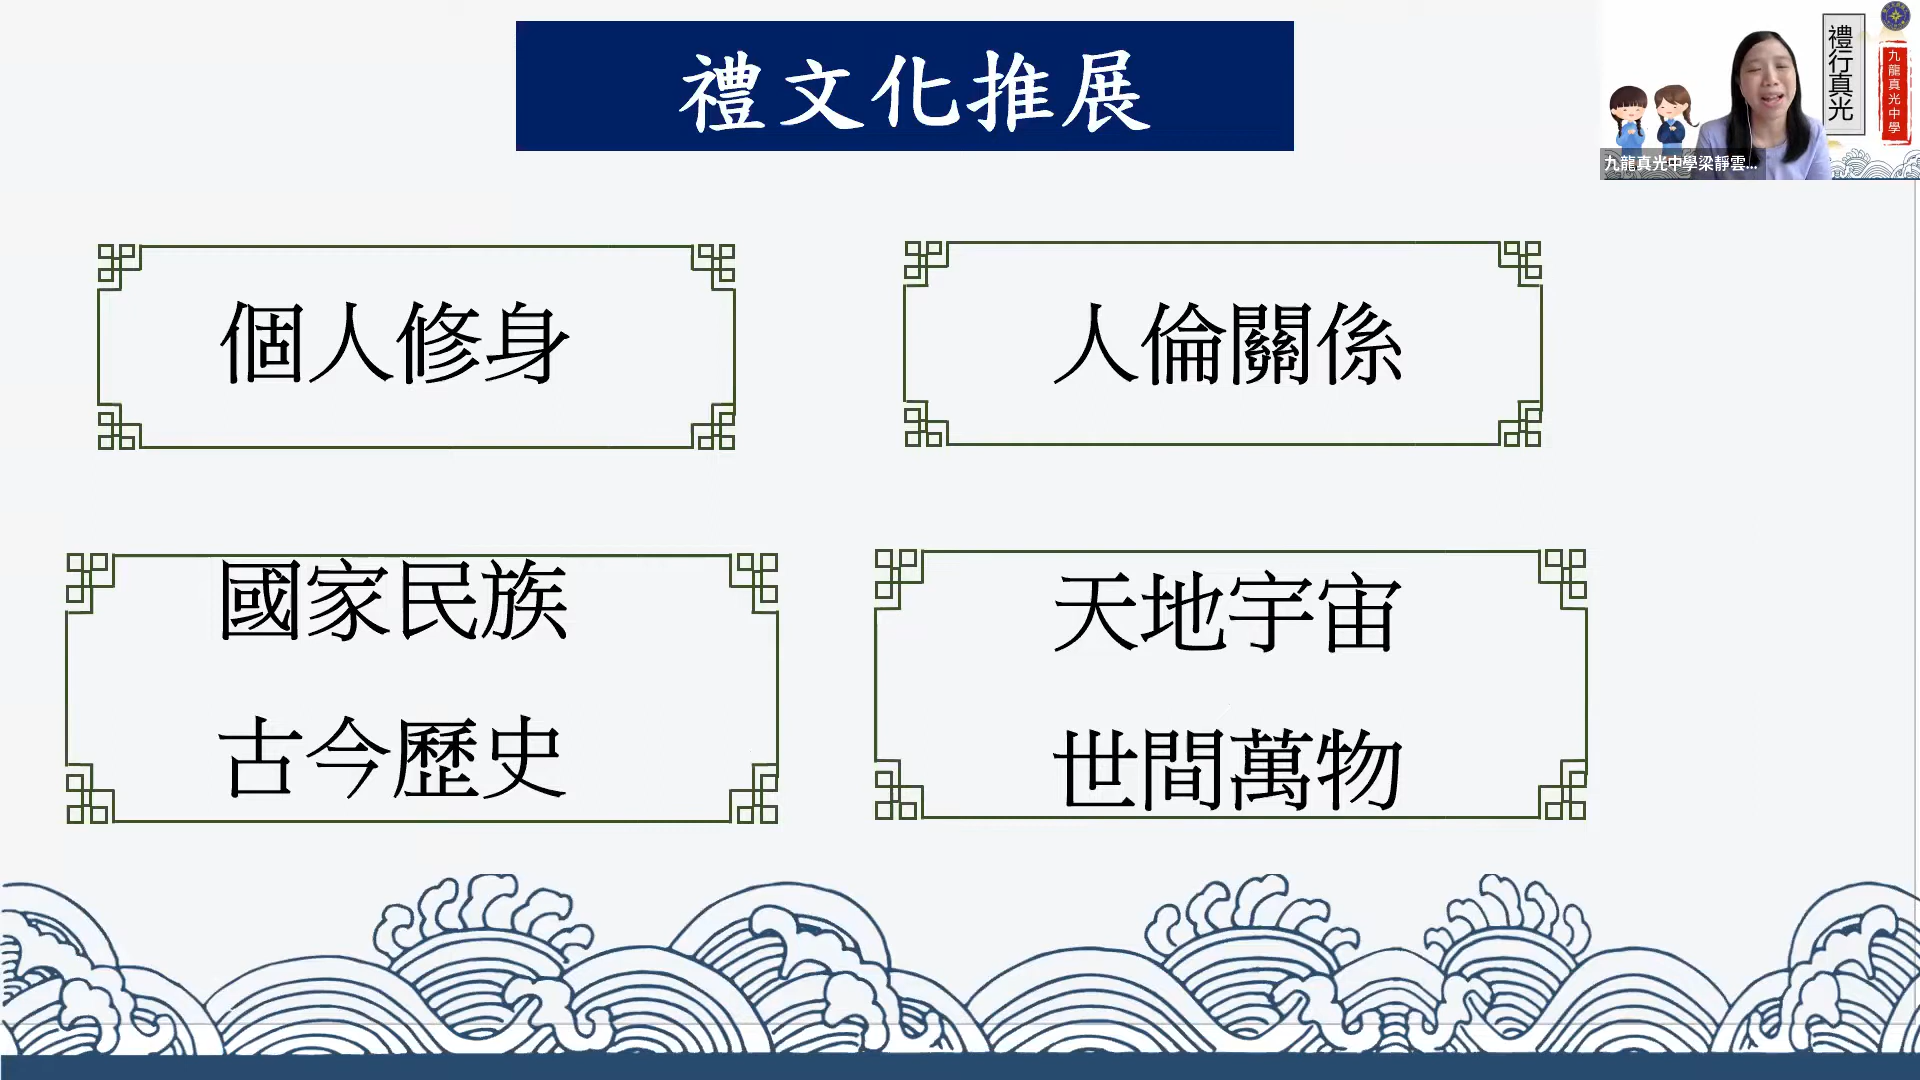 禮文化推展
禮行真光
九龍真光中學
九龍真光中學梁靜雲...
個人修身
人倫關係
國家民族
古今歷史
天地宇宙
世間萬物